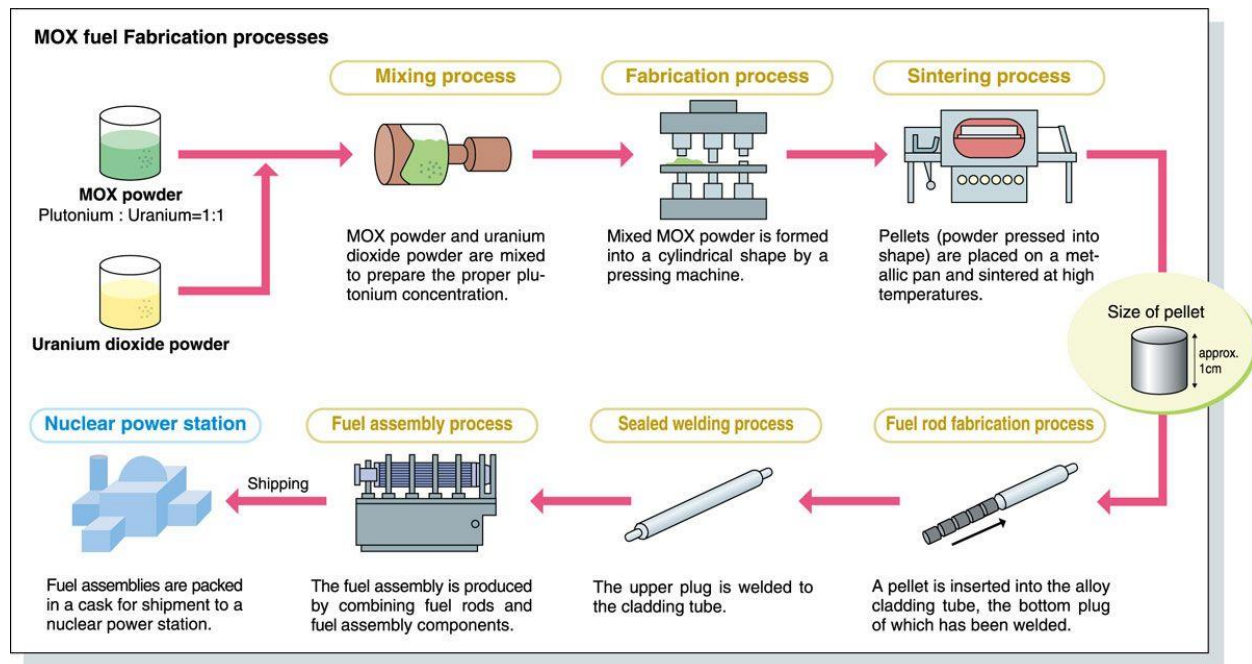 MOX fuel Fabrication processes
Mixing process
Fabrication process
Sintering process
MOX powder
Plutonium : Uranium=1:1
Uranium dioxide powder
MOX powder and uranium
dioxide powder are mixed
to prepare the proper plu-
tonium concentration.
Mixed MOX powder is formed
into a cylindrical shape by a
pressing machine.
Pellets (powder pressed into
shape) are placed on a met-
allic pan and sintered at high
temperatures.
Size of pellet
approx.
1cm
Nuclear power station
Fuel assembly process
Sealed welding process
Fuel rod fabrication process
Shipping
Fuel assemblies are packed
in a cask for shipment to a
nuclear power station.
The fuel assembly is produced
by combining fuel rods and
fuel assembly components.
The upper plug is welded to
the cladding tube.
A pellet is inserted into the alloy
cladding tube, the bottom plug
of which has been welded.